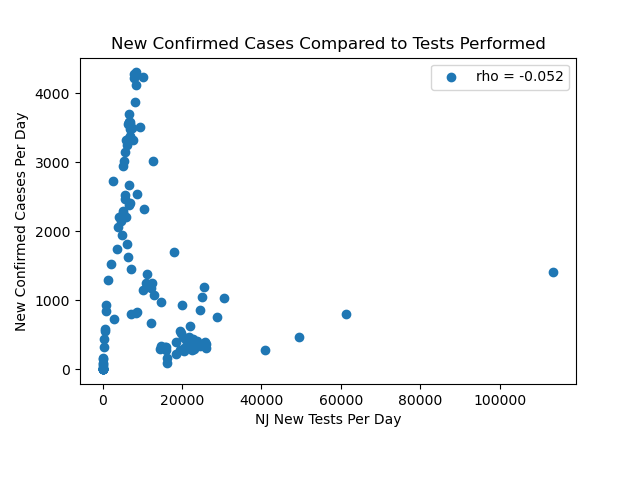 New Confirmed Cases Compared to Tests Performed
rho = -0.052
New Confirmed Caeses Per Day
4000
3000
2000
1000
0
0 20000 40000 60000 80000 100000
NJ New Tests Per Day